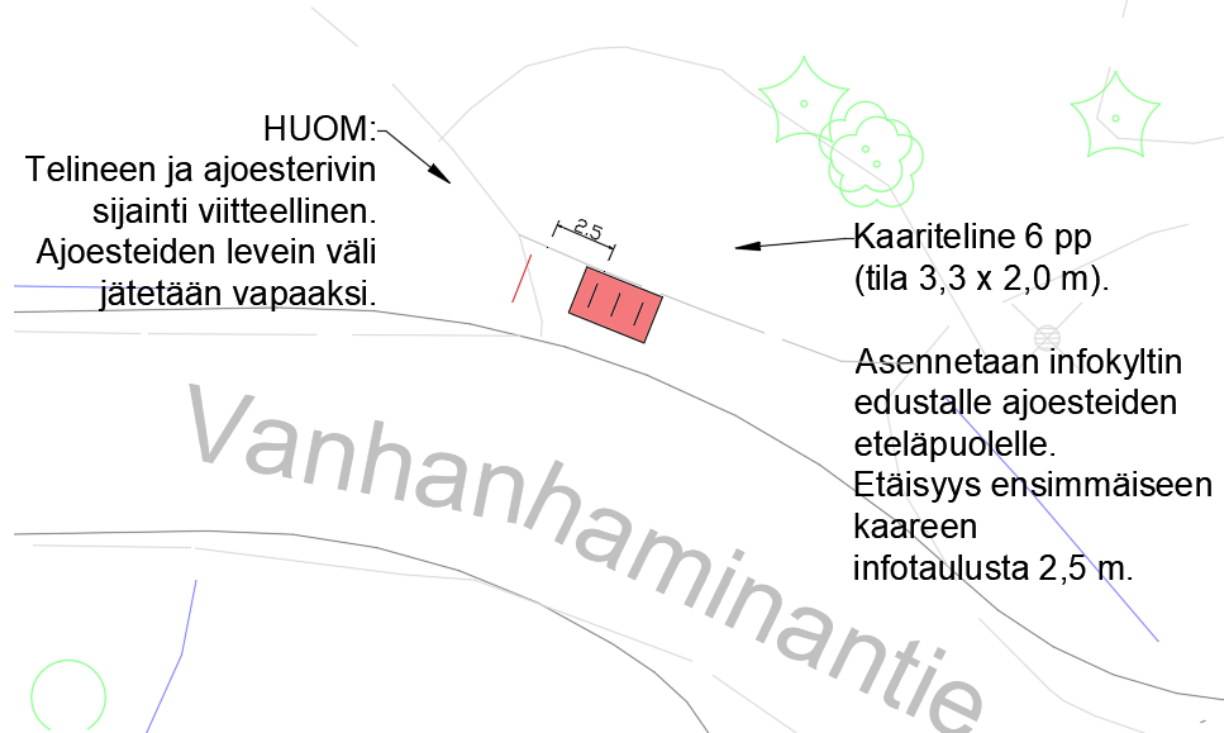 HUOM:
Telineen ja ajoesterivin
sijainti viitteellinen.
Ajoesteiden levein väli
jätetään vapaaksi.
2.5
Kaariteline 6 pp
(tila 3,3 x 2,0 m).
Asennetaan infokyltin
edustalle ajoesteiden
eteläpuolelle.
Etäisyys ensimmäiseen
kaareen
infotaulusta 2,5 m.
Vanhanhaminantie